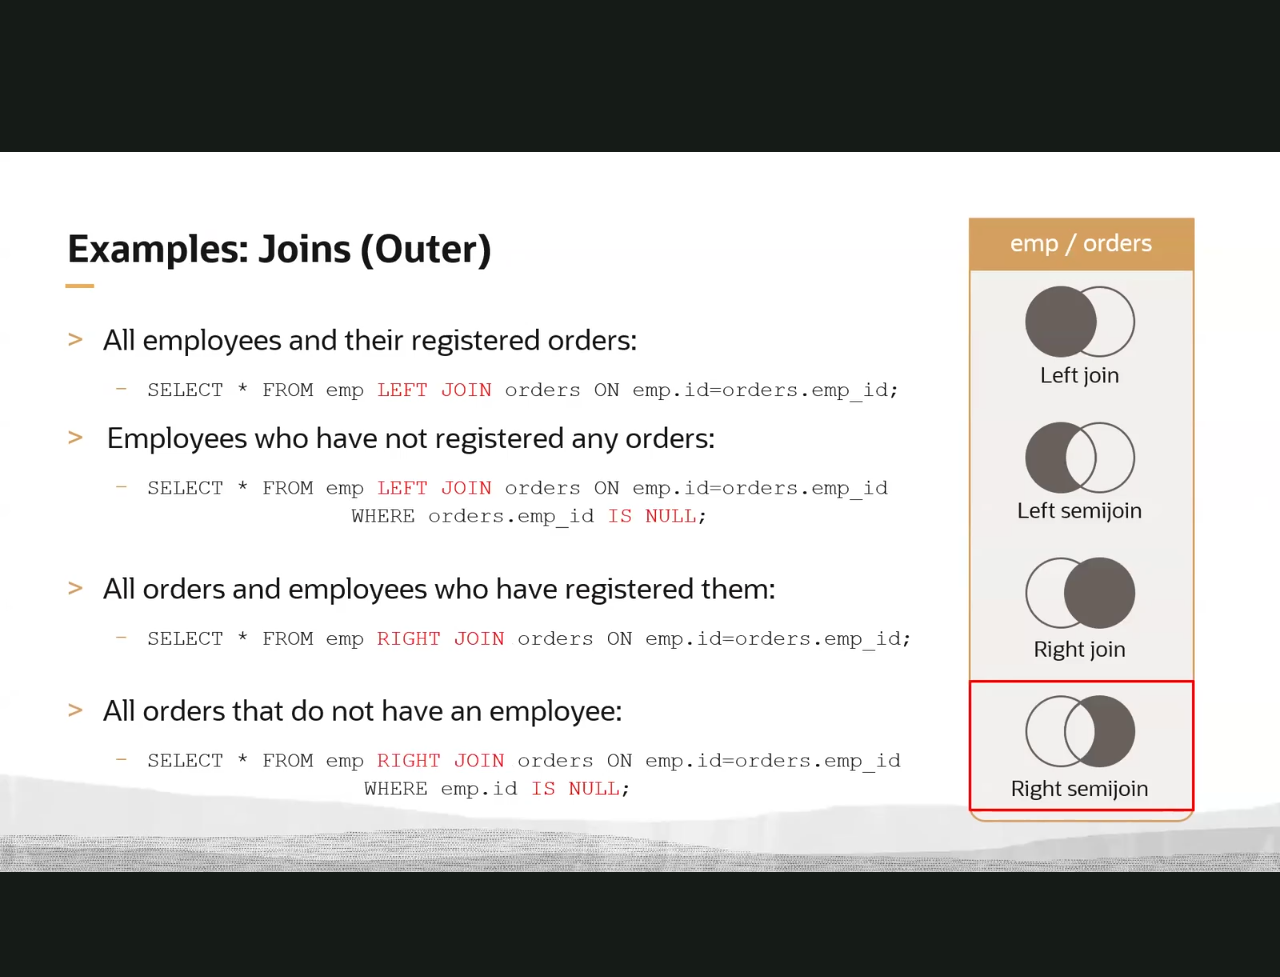 Examples: Joins (Outer)
> All employees and their registered orders:
– SELECT * FROM emp LEFT JOIN orders ON emp.id=orders.emp_id;
> Employees who have not registered any orders:
– SELECT * FROM emp LEFT JOIN orders ON emp.id=orders.emp_id
WHERE orders.emp_id IS NULL;
> All orders and employees who have registered them:
– SELECT * FROM emp RIGHT JOIN orders ON emp.id=orders.emp_id;
> All orders that do not have an employee:
– SELECT * FROM emp RIGHT JOIN orders ON emp.id=orders.emp_id
WHERE emp.id IS NULL;
emp / orders
Left join
Left semijoin
Right join
Right semijoin